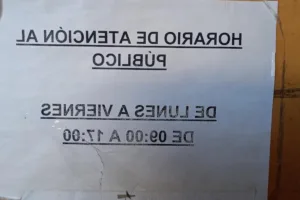 HORARIO DE ATENCIÓN AL
PÚBLICO
DE LUNES A VIERNES
DE 09:00 A 17:00